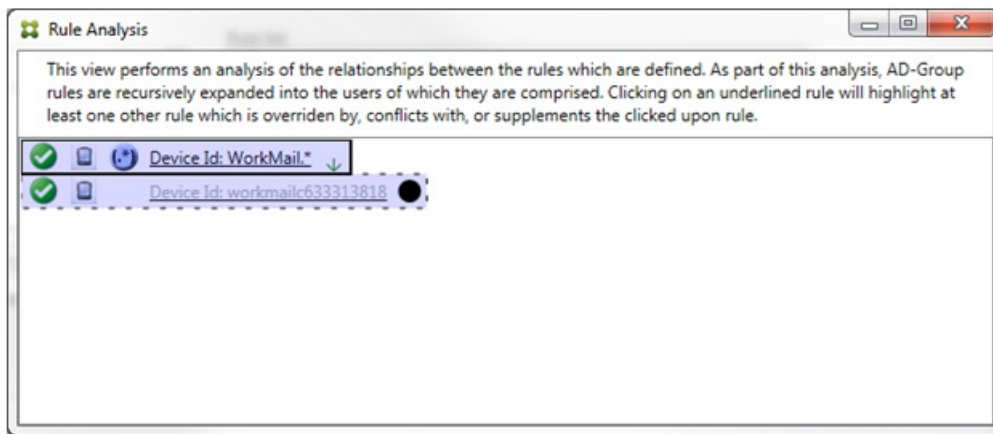 Rule Analysis
This view performs an analysis of the relationships between the rules which are defined. As part of this analysis, AD-Group
rules are recursively expanded into the users of which they are comprised. Clicking on an underlined rule will highlight at
least one other rule which is overriden by, conflicts with, or supplements the clicked upon rule.
(.*) Device Id: WorkMail.*
Device Id: workmailc633313818